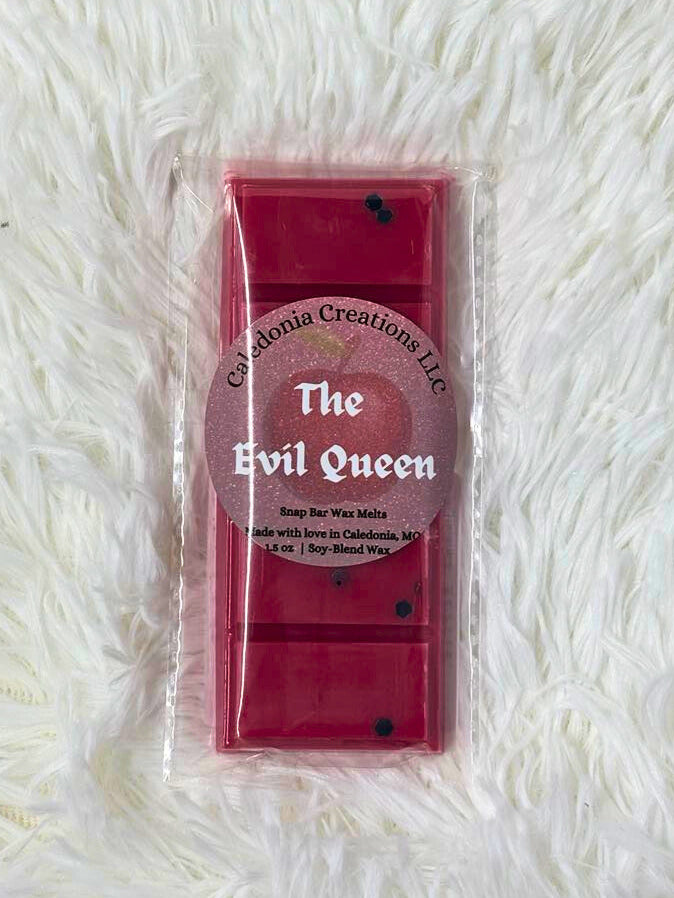 Caledonia Creations LLC
The
Evil Queen
Snap Bar Wax Melts
Made with love in Caledonia, MO
1.5 oz | Soy-Blend Wax